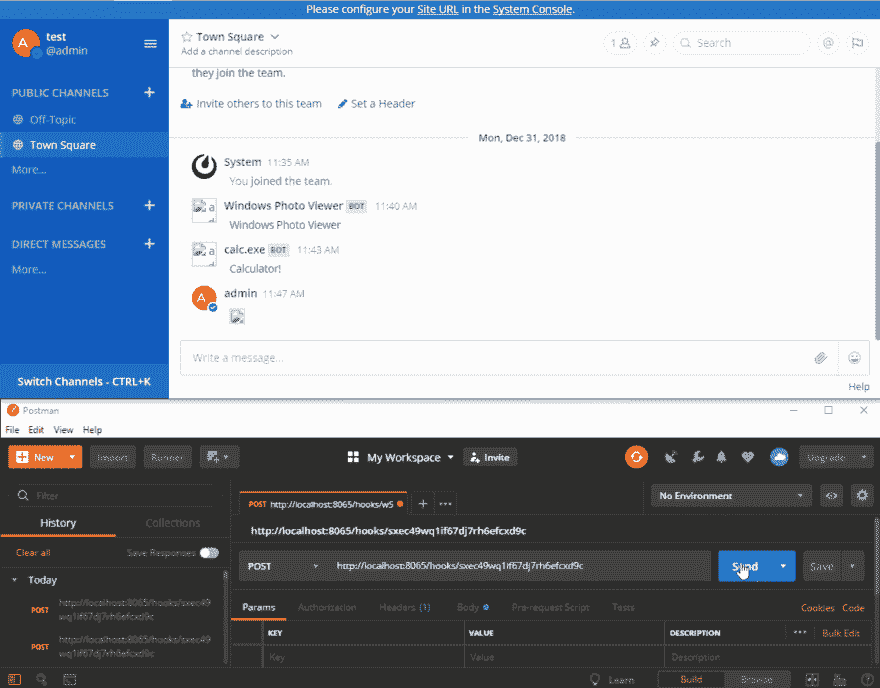 Please configure your Site URL in the System Console.
A
test
@admin
PUBLIC CHANNELS +
Off-Topic
Town Square
More...
PRIVATE CHANNELS +
DIRECT MESSAGES +
More...
Switch Channels - CTRL+K
Town Square
Add a channel description
1
Search
@
they join the team.
Invite others to this team
Set a Header
Mon, Dec 31, 2018
System 11:35 AM
You joined the team.
a
Windows Photo Viewer BOT 11:40 AM
Windows Photo Viewer
a
calc.exe BOT 11:43 AM
Calculator!
A
admin 11:47 AM
Write a message...
Help
Postman
File Edit View Help
+ New
Import
Runner
My Workspace
Invite
Upgrade
Filter
History
Collections
Clear all
Save Responses
Today
POST http://localhost:8065/hooks/sxec49
wq1if67dj7rh6efcxd9c
POST http://localhost:8065/hooks/sxec49
wq1if67dj7rh6efcxd9c
POST http://localhost:8065/hooks/w5
+ ...
No Environment
http://localhost:8065/hooks/sxec49wq1if67dj7rh6efcxd9c
POST
http://localhost:8065/hooks/sxec49wq1if67dj7rh6efcxd9c
Send
Save
Params
Authorization
Headers (1)
Body
Pre-request Script
Tests
Cookies
Code
KEY
VALUE
DESCRIPTION
...
Bulk Edit
Key
Value
Description
Learn
Build
Browse
?